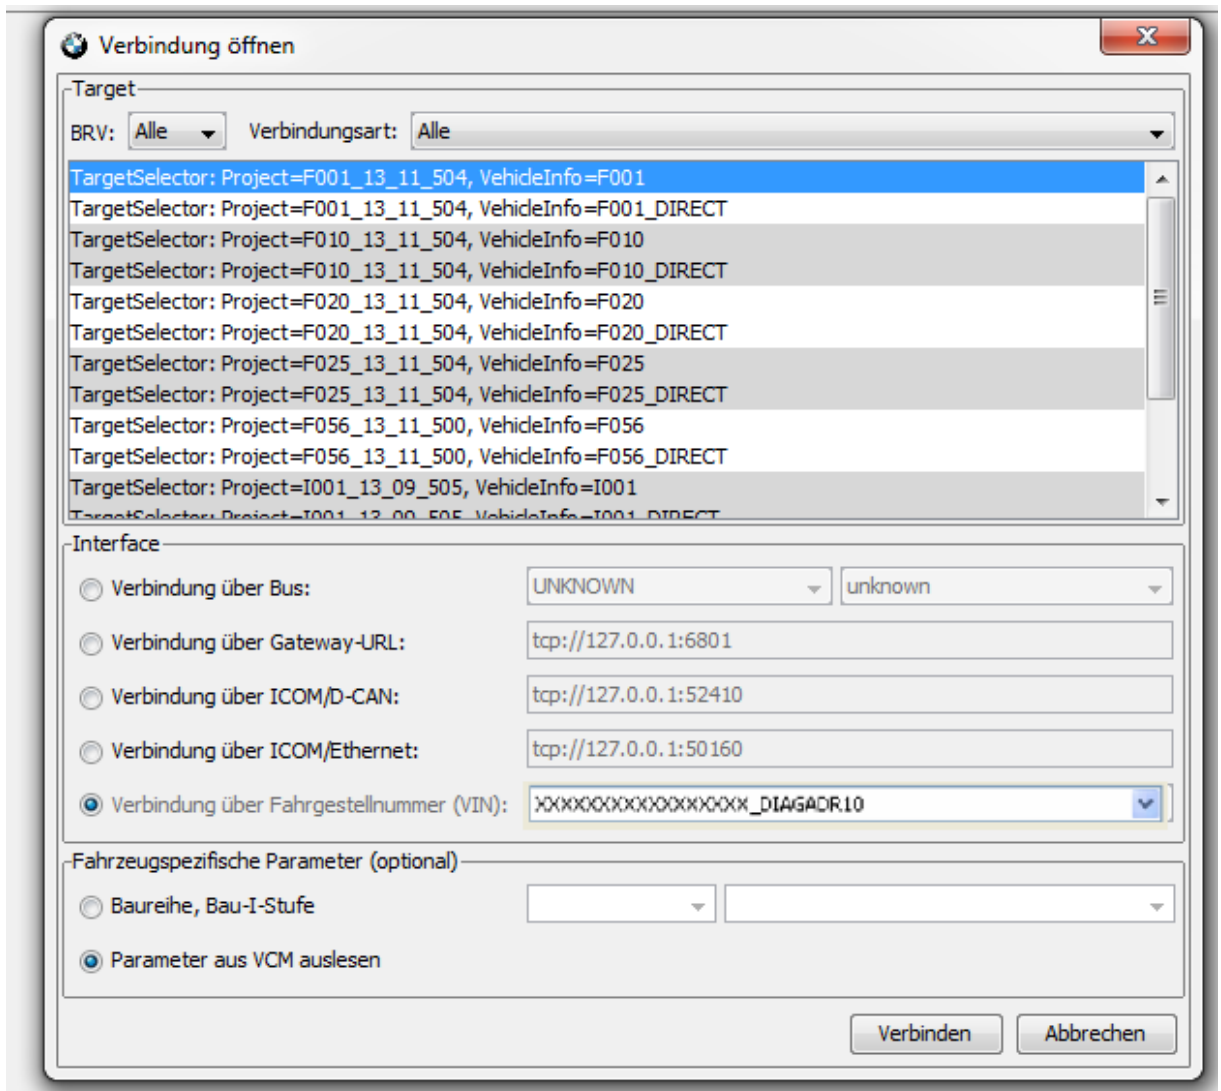 Verbindung öffnen
Target
BRV: Alle Verbindungsart: Alle
TargetSelector: Project=F001_13_11_504, VehicleInfo=F001
TargetSelector: Project=F001_13_11_504, VehicleInfo=F001_DIRECT
TargetSelector: Project=F010_13_11_504, VehicleInfo=F010
TargetSelector: Project=F010_13_11_504, VehicleInfo=F010_DIRECT
TargetSelector: Project=F020_13_11_504, VehicleInfo=F020
TargetSelector: Project=F020_13_11_504, VehicleInfo=F020_DIRECT
TargetSelector: Project=F025_13_11_504, VehicleInfo=F025
TargetSelector: Project=F025_13_11_504, VehicleInfo=F025_DIRECT
TargetSelector: Project=F056_13_11_500, VehicleInfo=F056
TargetSelector: Project=F056_13_11_500, VehicleInfo=F056_DIRECT
TargetSelector: Project=I001_13_09_505, VehicleInfo=I001
TargetSelector: Project=I001_13_09_505, VehicleInfo=I001_DIRECT
Interface
Verbindung über Bus: UNKNOWN unknown
Verbindung über Gateway-URL: tcp://127.0.0.1:6801
Verbindung über ICOM/D-CAN: tcp://127.0.0.1:52410
Verbindung über ICOM/Ethernet: tcp://127.0.0.1:50160
Verbindung über Fahrgestellnummer (VIN): XXXXXXXXXXXXXXXXX_DIAGADR10
Fahrzeugspezifische Parameter (optional)
Baureihe, Bau-I-Stufe
Parameter aus VCM auslesen
Verbinden Abbrechen